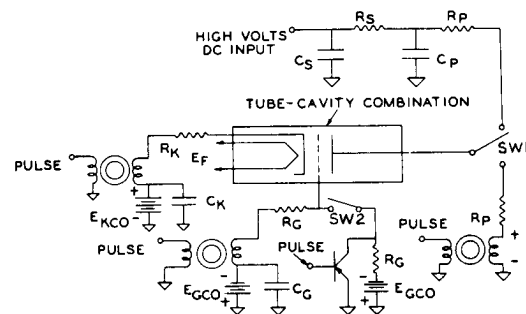 HIGH VOLTS
DC INPUT
RS
RP
CS
CP
TUBE-CAVITY COMBINATION
SW1
RK
EF
PULSE
+
EKCO
-
CK
RG
SW2
RP
PULSE
PULSE
PULSE
RG
+
-
-
EGCO
+
CG
-
EGCO
+